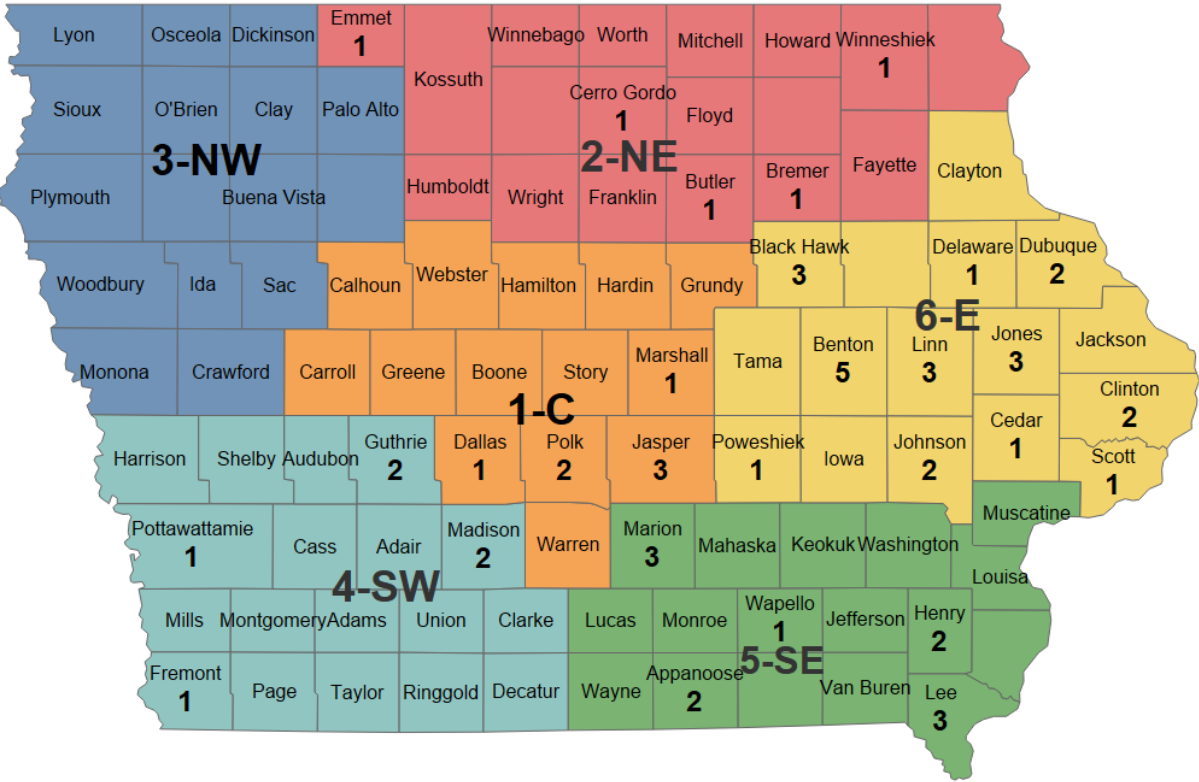 Lyon
Osceola
Dickinson
Emmet
1
Kossuth
Winnebago
Worth
Mitchell
Howard
Winneshiek
1
Sioux
O'Brien
Clay
Palo Alto
Cerro Gordo
1
Floyd
3-NW
2-NE
Plymouth
Buena Vista
Humboldt
Wright
Franklin
Butler
1
Bremer
1
Fayette
Clayton
Woodbury
Ida
Sac
Calhoun
Webster
Hamilton
Hardin
Grundy
Black Hawk
3
Delaware
1
Dubuque
2
6-E
Monona
Crawford
Carroll
Greene
Boone
Story
Marshall
1
Tama
Benton
5
Linn
3
Jones
3
Jackson
1-C
Clinton
2
Harrison
Shelby
Audubon
Guthrie
2
Dallas
1
Polk
2
Jasper
3
Poweshiek
1
Iowa
Johnson
2
Cedar
1
Scott
1
Pottawattamie
1
Cass
Adair
Madison
2
Warren
Marion
3
Mahaska
Keokuk
Washington
Muscatine
Louisa
4-SW
Mills
Montgomery
Adams
Union
Clarke
Lucas
Monroe
Wapello
1
Jefferson
Henry
2
5-SE
Fremont
1
Page
Taylor
Ringgold
Decatur
Wayne
Appanoose
2
Van Buren
Lee
3